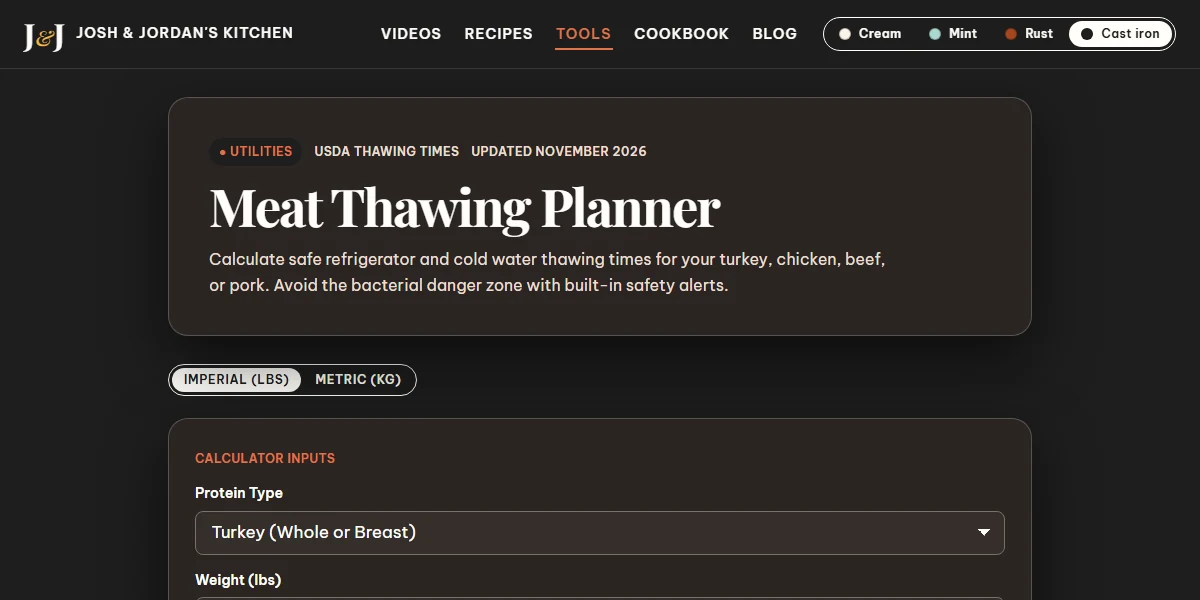 J&J JOSH & JORDAN'S KITCHEN
VIDEOS RECIPES TOOLS COOKBOOK BLOG Cream Mint Rust Cast iron
• UTILITIES USDA THAWING TIMES UPDATED NOVEMBER 2026
Meat Thawing Planner
Calculate safe refrigerator and cold water thawing times for your turkey, chicken, beef,
or pork. Avoid the bacterial danger zone with built-in safety alerts.
IMPERIAL (LBS) METRIC (KG)
CALCULATOR INPUTS
Protein Type
Turkey (Whole or Breast)
Weight (lbs)